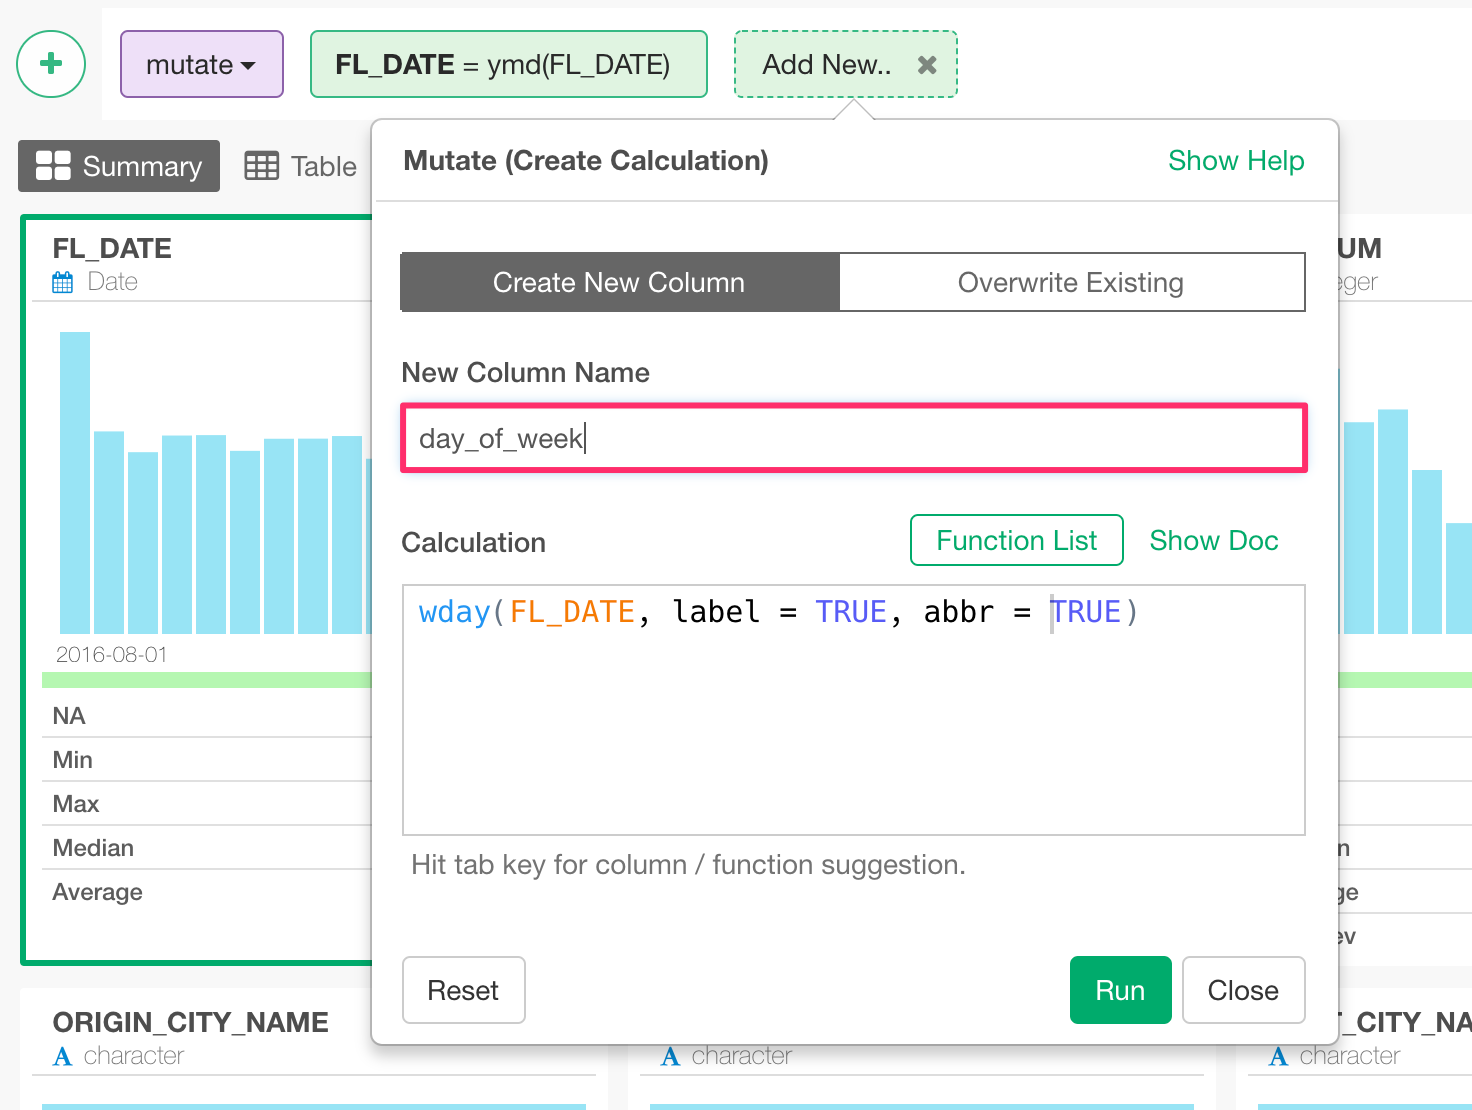 +
mutate
FL_DATE = ymd(FL_DATE)
Add New..
Summary
Table
Mutate (Create Calculation)
Show Help
FL_DATE
Date
UM
eger
Create New Column
Overwrite Existing
New Column Name
day_of_week
Calculation
Function List
Show Doc
wday(FL_DATE, label = TRUE, abbr = TRUE)
2016-08-01
NA
Min
Max
Median
Average
n
ge
ev
Hit tab key for column / function suggestion.
Reset
Run
Close
ORIGIN_CITY_NAME
A character
A character
T_CITY_NA
A character